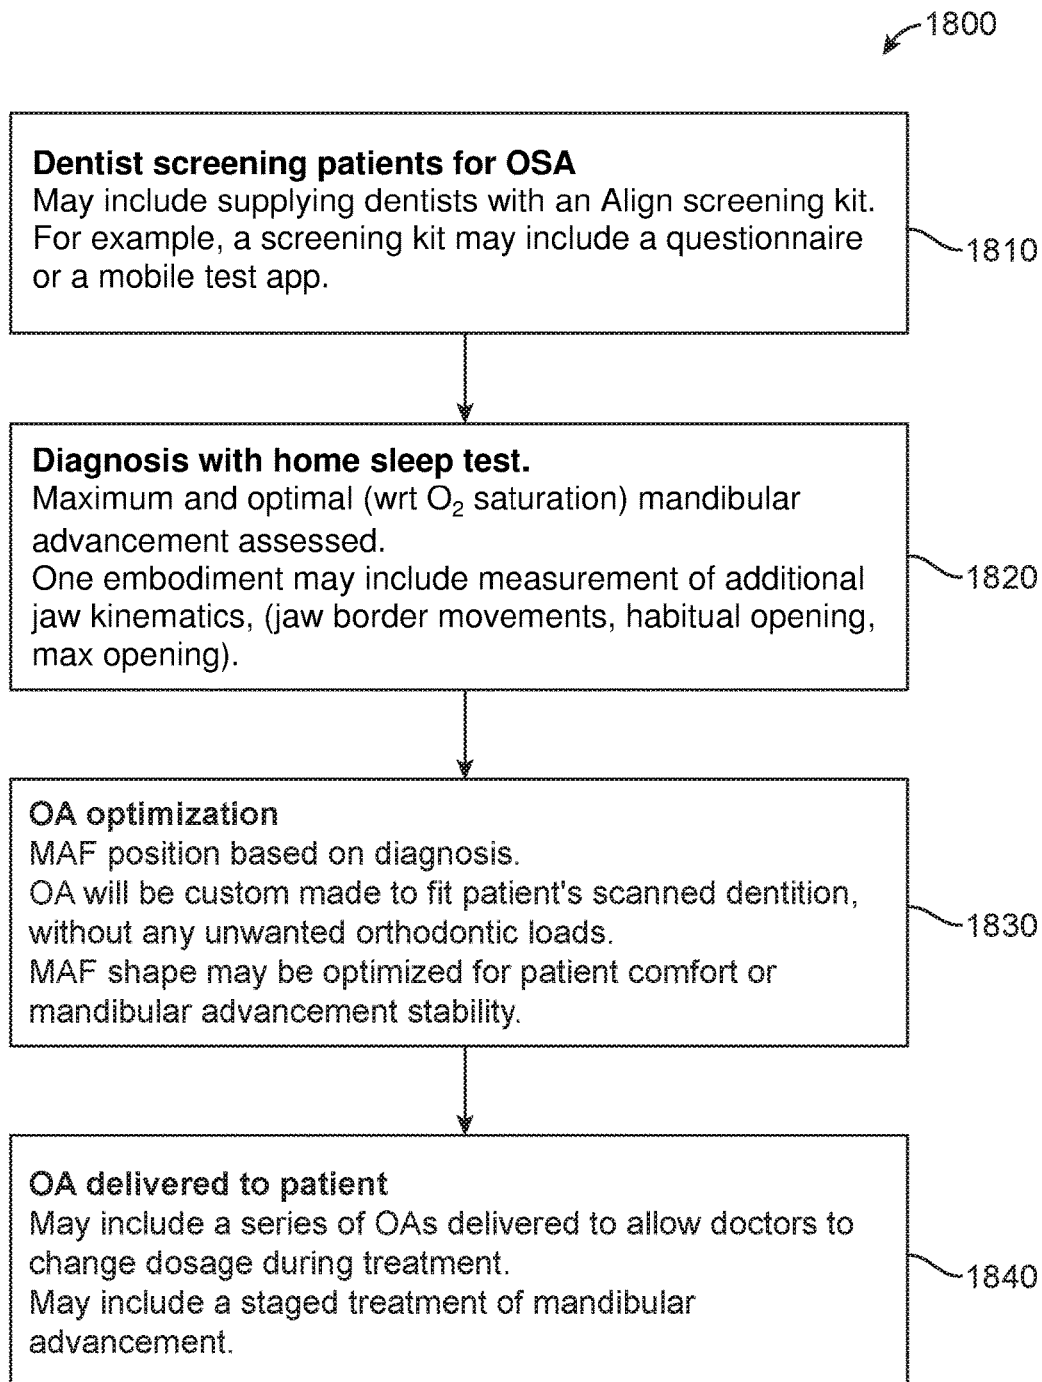 1800
Dentist screening patients for OSA
May include supplying dentists with an Align screening kit.
For example, a screening kit may include a questionnaire
or a mobile test app.
1810
Diagnosis with home sleep test.
Maximum and optimal (wrt O₂ saturation) mandibular
advancement assessed.
One embodiment may include measurement of additional
jaw kinematics, (jaw border movements, habitual opening,
max opening).
1820
OA optimization
MAF position based on diagnosis.
OA will be custom made to fit patient's scanned dentition,
without any unwanted orthodontic loads.
MAF shape may be optimized for patient comfort or
mandibular advancement stability.
1830
OA delivered to patient
May include a series of OAs delivered to allow doctors to
change dosage during treatment.
May include a staged treatment of mandibular
advancement.
1840